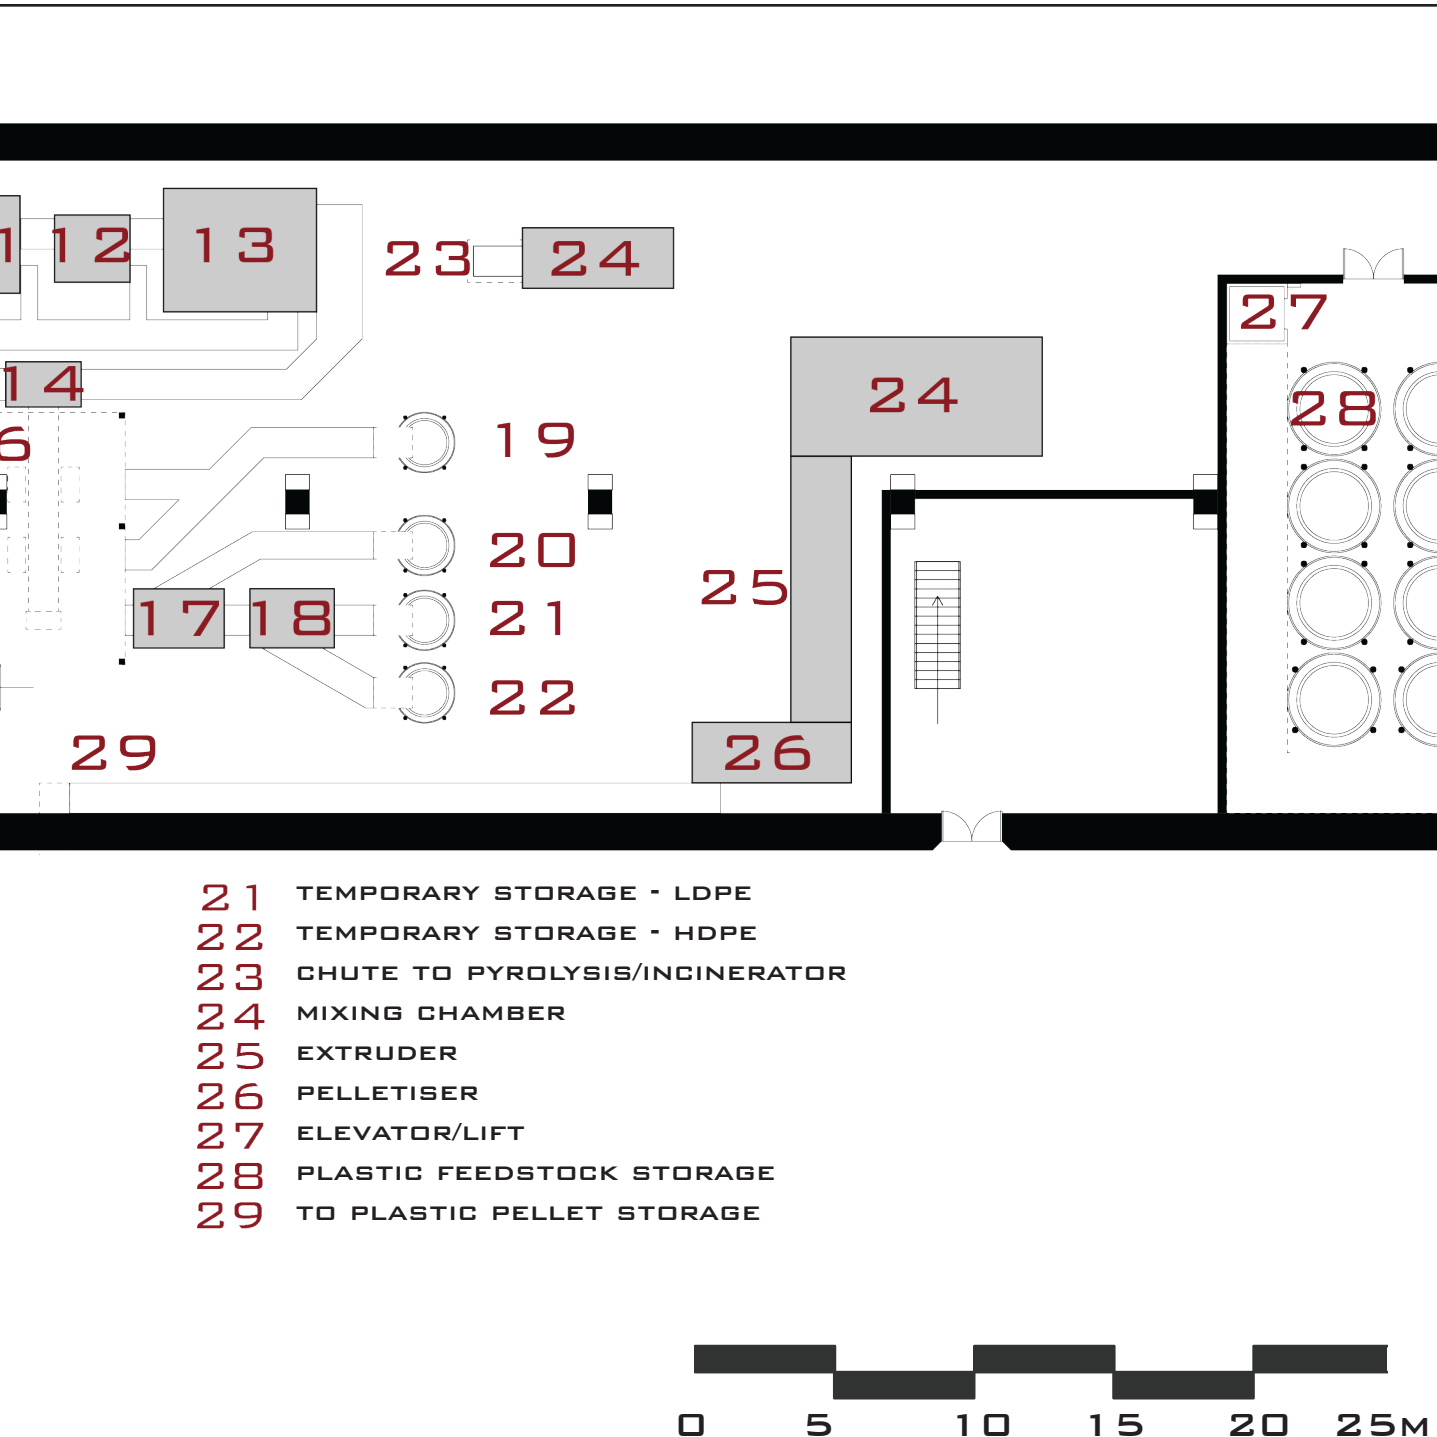 12
13
23
24
27
14
24
28
19
20
25
17
18
21
22
29
26
21 TEMPORARY STORAGE - LDPE
22 TEMPORARY STORAGE - HDPE
23 CHUTE TO PYROLYSIS/INCINERATOR
24 MIXING CHAMBER
25 EXTRUDER
26 PELLETISER
27 ELEVATOR/LIFT
28 PLASTIC FEEDSTOCK STORAGE
29 TO PLASTIC PELLET STORAGE
0 5 10 15 20 25M